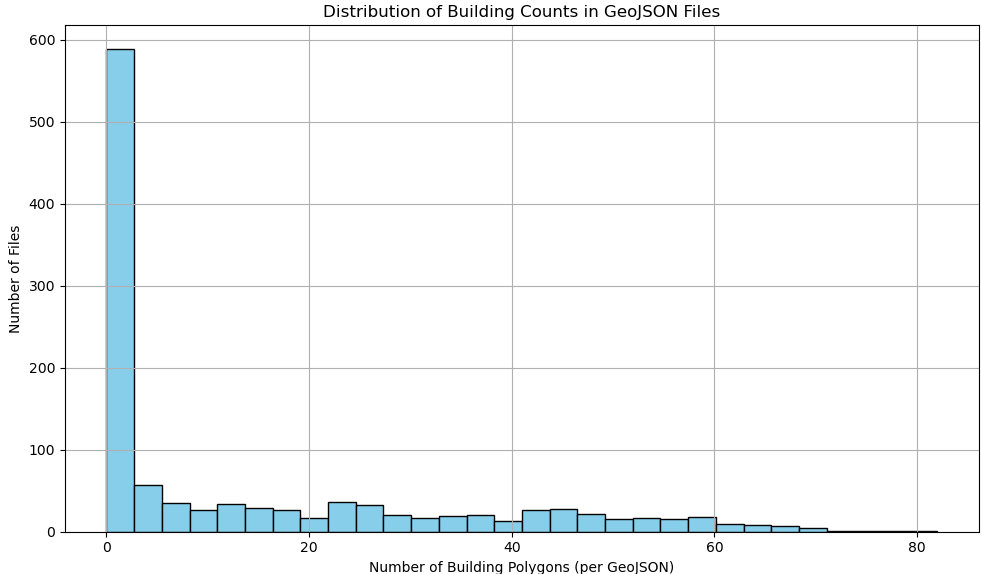 Distribution of Building Counts in GeoJSON Files
Number of Files
600
500
400
300
200
100
0
0 20 40 60 80
Number of Building Polygons (per GeoJSON)